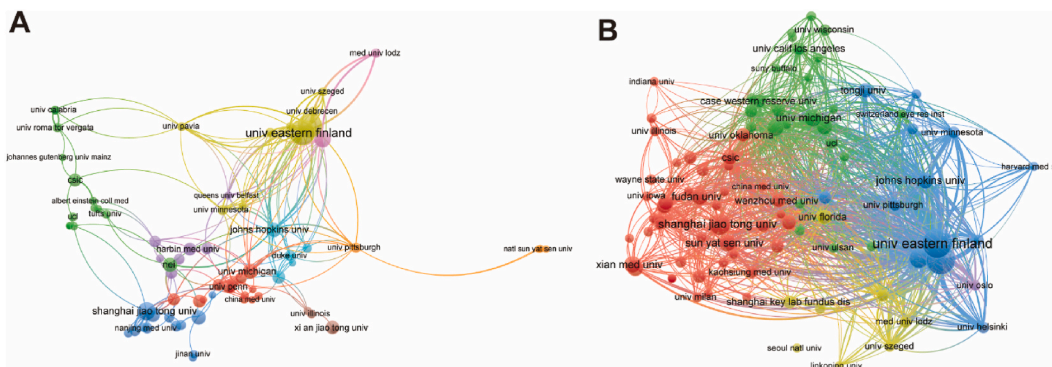 A
med univ lodz
univ szeged
univ calabria
univ debrecen
univ roma tor vergata
univ pavia
univ eastern finland
johannes gutenberg univ mainz
csic
albert einstein coll med
queens univ belfast
ucl
tufts univ
univ minnesota
johns hopkins univ
harbin med univ
univ pittsburgh
natl sun yat sen univ
duke univ
nei
univ michigan
univ penn
china med univ
shanghai jiao tong univ
univ illinois
nanjing med univ
xi an jiao tong univ
jinan univ
B
univ wisconsin
univ calif los angeles
suny buffalo
indiana univ
tongji univ
case western reserve univ
switzerland eye res inst
univ michigan
univ illinois
univ oklahoma
univ minnesota
ucl
csic
harvard med
wayne state univ
china med univ
johns hopkins univ
univ iowa
fudan univ
wenzhou med univ
univ pittsburgh
shanghai jiao tong univ
univ florida
sun yat sen univ
univ ulsan
univ eastern finland
xian med univ
kaohsiung med univ
univ oslo
univ milan
shanghai key lab fundus dis
med univ lodz
univ helsinki
seoul natl univ
univ szeged
linkoping univ